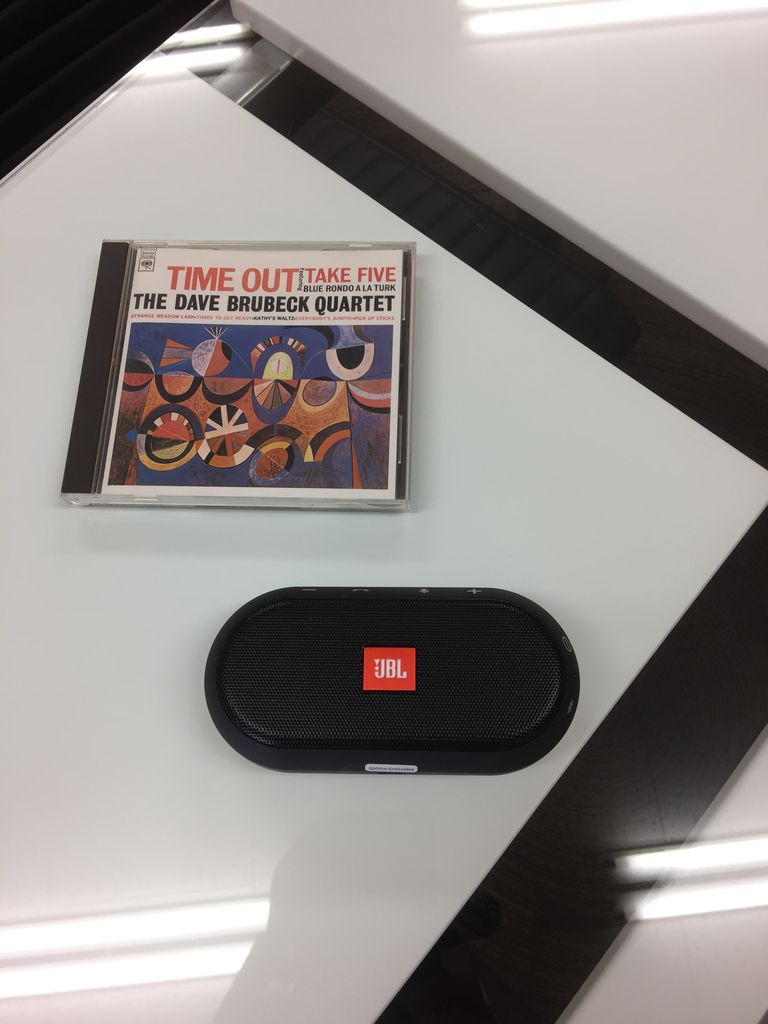 TIME OUT Featuring TAKE FIVE
BLUE RONDO A LA TURK
THE DAVE BRUBECK QUARTET
STRANGE MEADOW LARK•THREE TO GET READY•KATHY'S WALTZ•EVERYBODY'S JUMPIN'•PICK UP STICKS
JBL